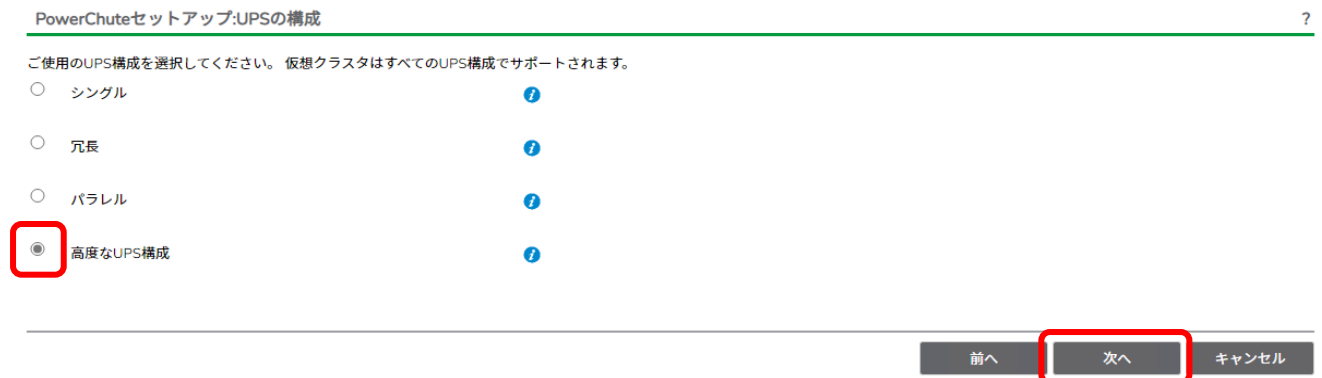 PowerChuteセットアップ:UPSの構成 ?
ご使用のUPS構成を選択してください。 仮想クラスタはすべてのUPS構成でサポートされます。
シングル i
冗長 i
パラレル i
高度なUPS構成 i
前へ 次へ キャンセル